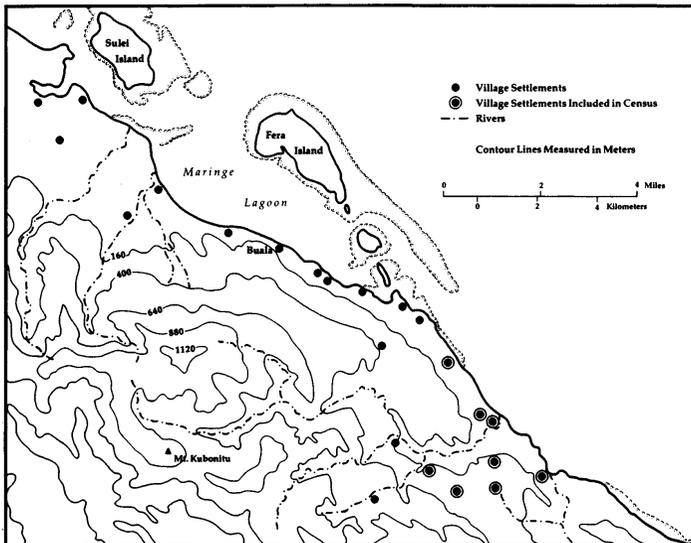 Sulei
Island
Village Settlements
Village Settlements Included in Census
Rivers
Contour Lines Measured in Meters
Fera
Island
Maringe
Lagoon
0 2 4 Miles
0 2 4 Kilometers
Buala
160
400
640
880
1120
Mt. Kubonitu